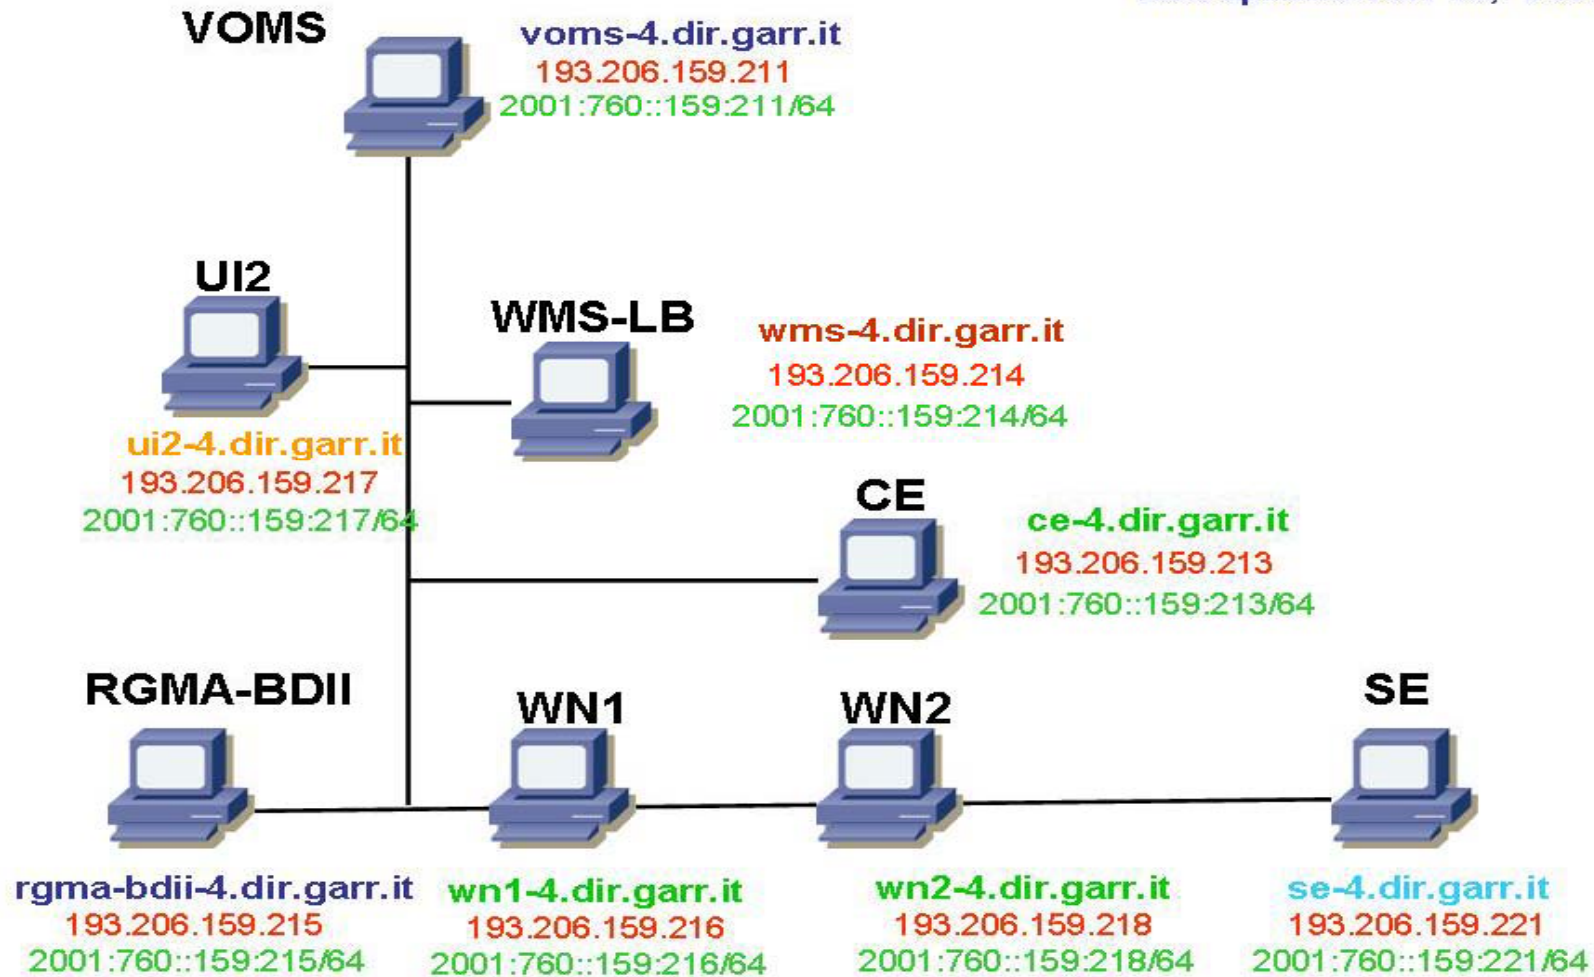 VOMS
voms-4.dir.garr.it
193.206.159.211
2001:760::159:211/64
UI2
ui2-4.dir.garr.it
193.206.159.217
2001:760::159:217/64
WMS-LB
wms-4.dir.garr.it
193.206.159.214
2001:760::159:214/64
CE
ce-4.dir.garr.it
193.206.159.213
2001:760::159:213/64
RGMA-BDII
rgma-bdii-4.dir.garr.it
193.206.159.215
2001:760::159:215/64
WN1
wn1-4.dir.garr.it
193.206.159.216
2001:760::159:216/64
WN2
wn2-4.dir.garr.it
193.206.159.218
2001:760::159:218/64
SE
se-4.dir.garr.it
193.206.159.221
2001:760::159:221/64